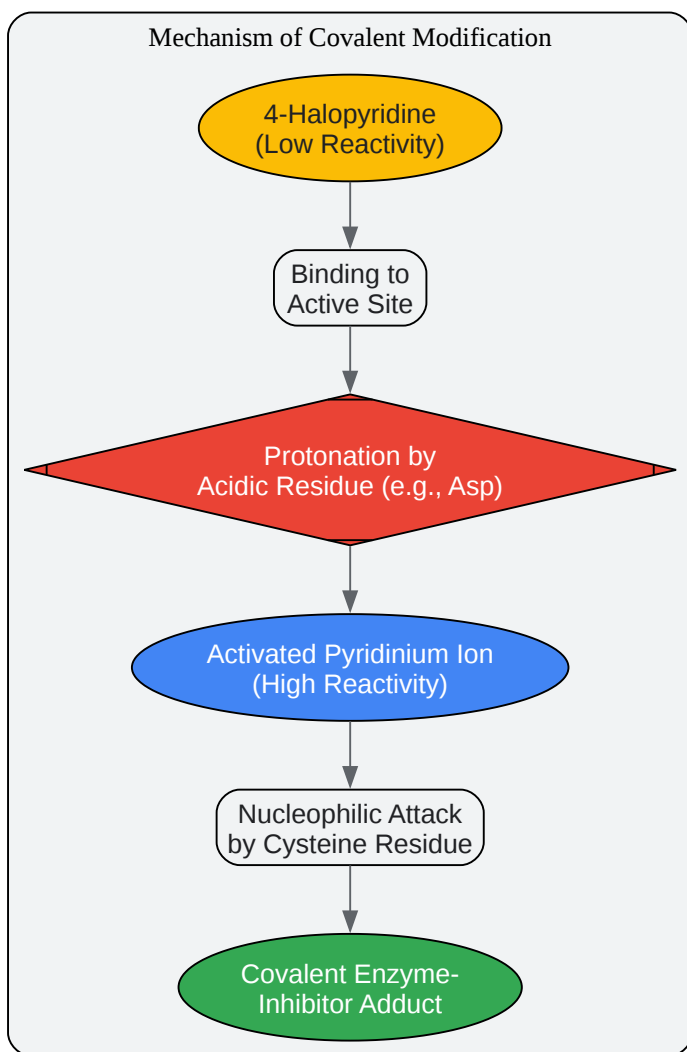 Mechanism of Covalent Modification
4-Halopyridine
(Low Reactivity)
Binding to
Active Site
Protonation by
Acidic Residue (e.g., Asp)
Activated Pyridinium Ion
(High Reactivity)
Nucleophilic Attack
by Cysteine Residue
Covalent Enzyme-
Inhibitor Adduct